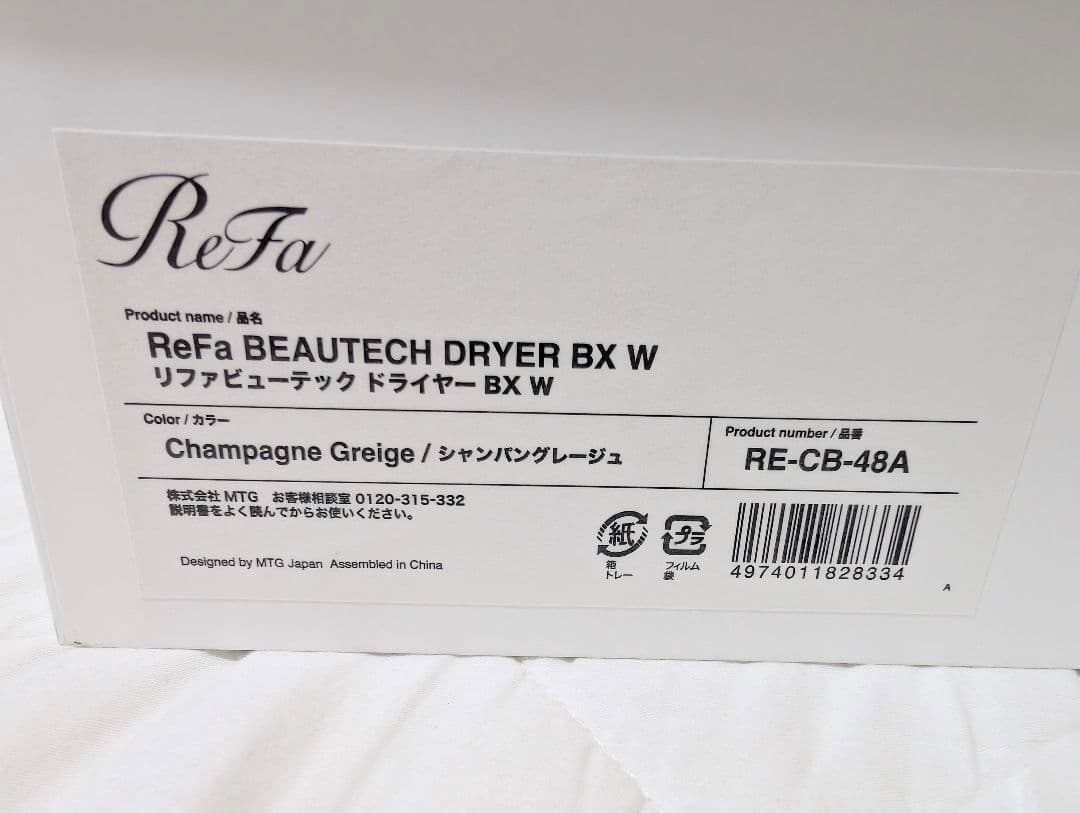 ReFa
Product name / 品名
ReFa BEAUTECH DRYER BX W
リファビューテック ドライヤー BX W
Color / カラー
Champagne Greige / シャンパングレージュ
Product number / 品番
RE-CB-48A
株式会社 MTG お客様相談室 0120-315-332
説明書をよく読んでからお使いください。
Designed by MTG Japan Assembled in China
紙
箱
トレー
プラ
フィルム
袋
4974011828334
A